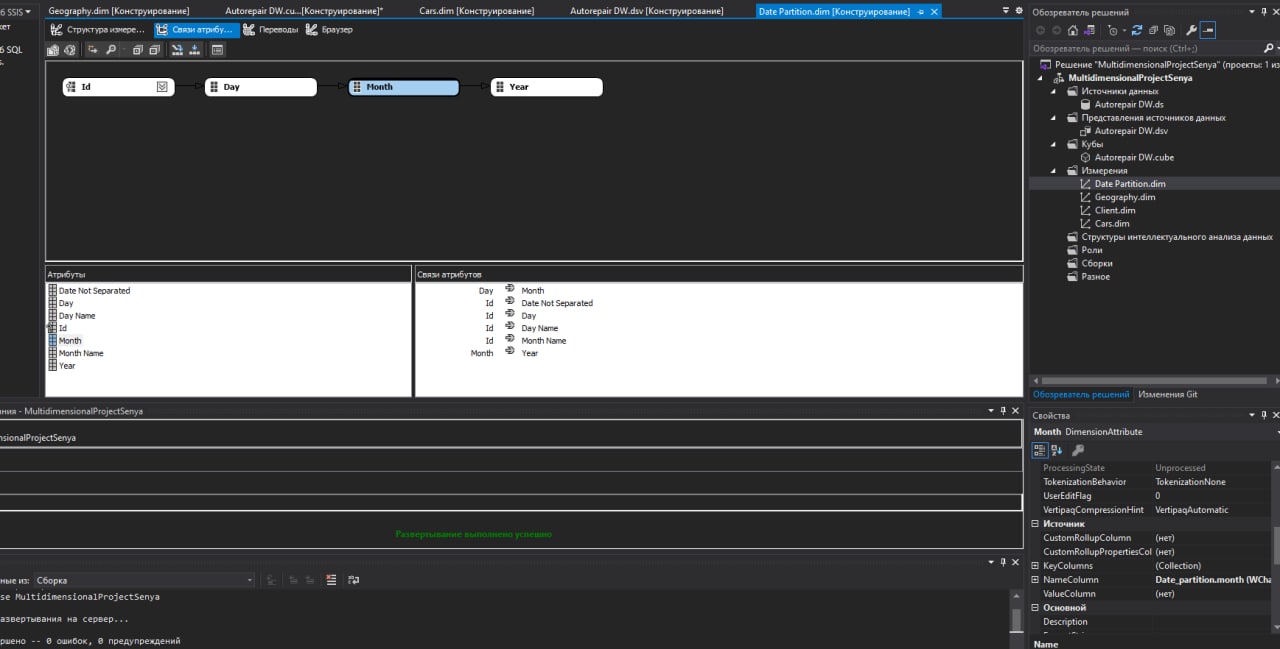 6 SSIS
Geography.dim [Конструирование]
Autorepair DW.cu...[Конструирование]*
Cars.dim [Конструирование]
Autorepair DW.dsv [Конструирование]
Date Partition.dim [Конструирование]
кет
6 SQL
s.
Структура измере...
Связи атрибу...
Переводы
Браузер
Id
Day
Month
Year
Атрибуты
Date Not Separated
Day
Day Name
Id
Month
Month Name
Year
Связи атрибутов
Day Month
Id Date Not Separated
Id Day
Id Day Name
Id Month Name
Month Year
ния - MultidimensionalProjectSenya
nsionalProjectSenya
Развертывание выполнено успешно
ные из: Сборка
se MultidimensionalProjectSenya
азвертывания на сервер...
ршено -- 0 ошибок, 0 предупреждений
Обозреватель решений
Обозреватель решений — поиск (Ctrl+;)
Решение "MultidimensionalProjectSenya" (проекты: 1 из
MultidimensionalProjectSenya
Источники данных
Autorepair DW.ds
Представления источников данных
Autorepair DW.dsv
Кубы
Autorepair DW.cube
Измерения
Date Partition.dim
Geography.dim
Client.dim
Cars.dim
Структуры интеллектуального анализа данных
Роли
Сборки
Разное
Обозреватель решений
Изменения Git
Свойства
Month DimensionAttribute
ProcessingState Unprocessed
TokenizationBehavior TokenizationNone
UserEditFlag 0
VertipaqCompressionHint VertipaqAutomatic
Источник
CustomRollupColumn (нет)
CustomRollupPropertiesCol (нет)
KeyColumns (Collection)
NameColumn Date_partition.month (WCha
ValueColumn (нет)
Основной
Description
Name